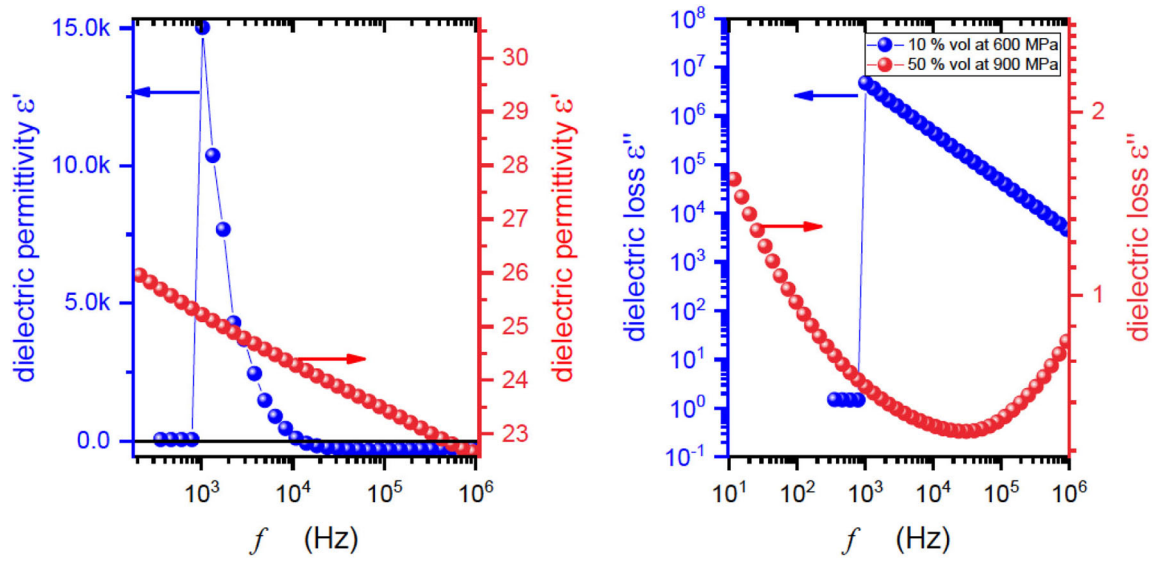 dielectric permittivity ε'
15.0k
10.0k
5.0k
0.0
10³ 10⁴ 10⁵ 10⁶
f (Hz)
30
29
28
27
26
25
24
23
dielectric permittivity ε'
dielectric loss ε''
10⁸
10⁷
10⁶
10⁵
10⁴
10³
10²
10¹
10⁰
10⁻¹
10¹ 10² 10³ 10⁴ 10⁵ 10⁶
f (Hz)
10 % vol at 600 MPa
50 % vol at 900 MPa
2
1
dielectric loss ε''